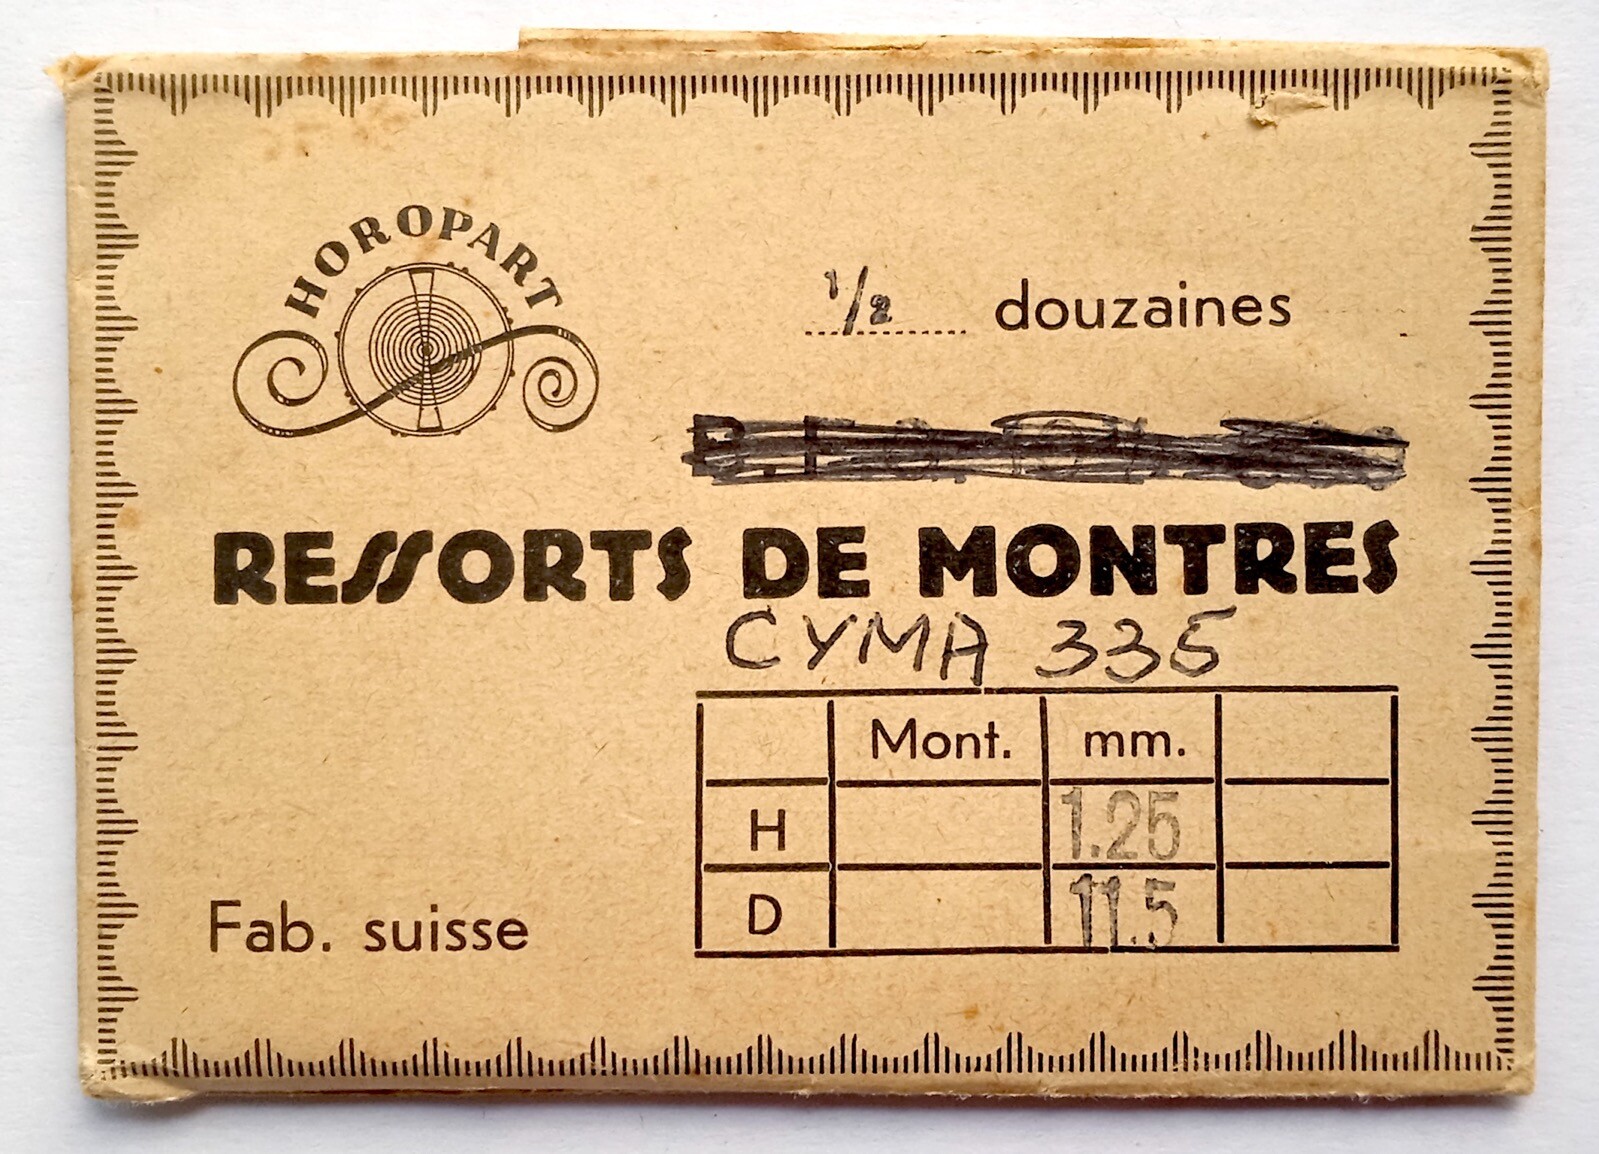 HOROPART
1/2 douzaines
RESSORTS DE MONTRES
CYMA 335
Mont. mm.
H 1.25
D 11.5
Fab. suisse